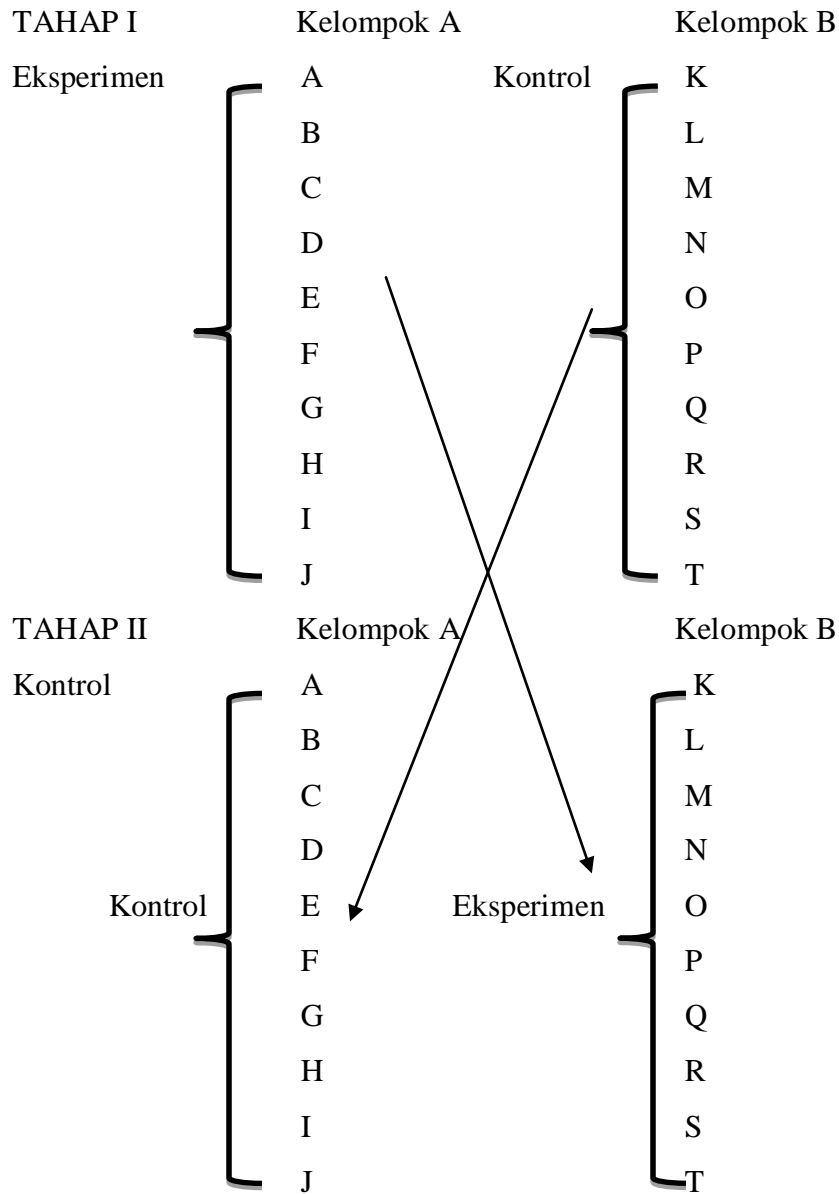 TAHAP I Kelompok A Kelompok B
Eksperimen A Kontrol K
B L
C M
D N
E O
F P
G Q
H R
I S
J T
TAHAP II Kelompok A Kelompok B
Kontrol A K
B L
C M
D N
Kontrol E Eksperimen O
F P
G Q
H R
I S
J T